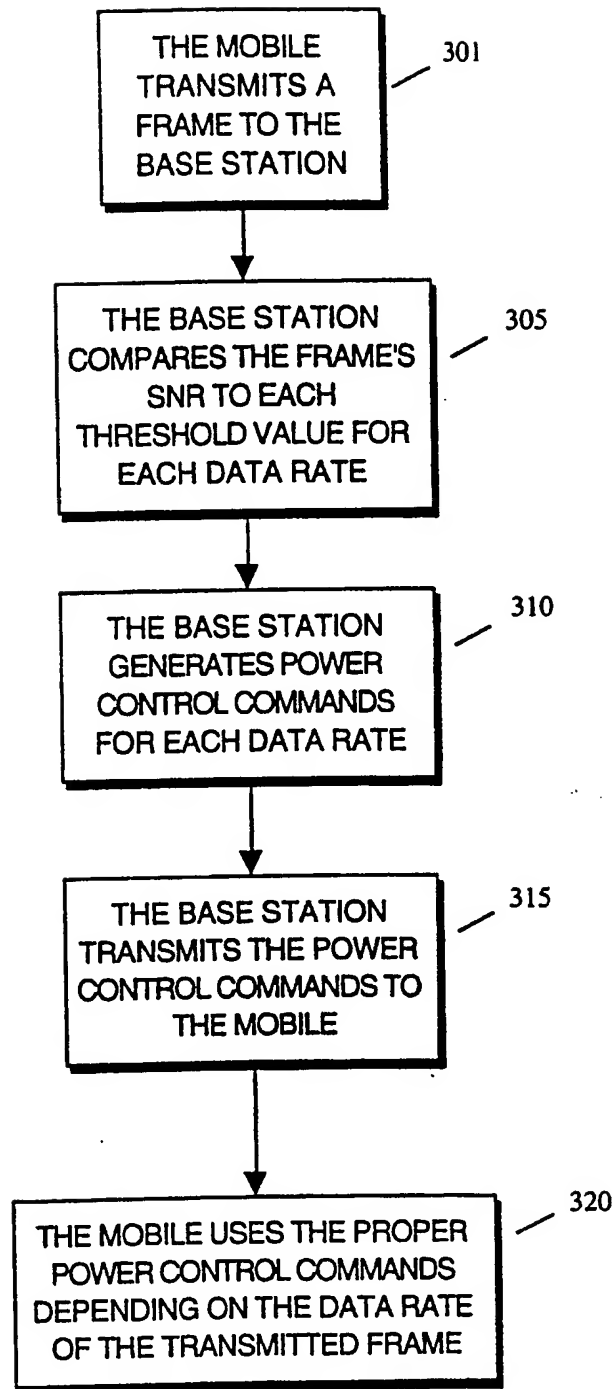 THE MOBILE
TRANSMITS A
FRAME TO THE
BASE STATION
301
THE BASE STATION
COMPARES THE FRAME'S
SNR TO EACH
THRESHOLD VALUE FOR
EACH DATA RATE
305
THE BASE STATION
GENERATES POWER
CONTROL COMMANDS
FOR EACH DATA RATE
310
THE BASE STATION
TRANSMITS THE POWER
CONTROL COMMANDS TO
THE MOBILE
315
THE MOBILE USES THE PROPER
POWER CONTROL COMMANDS
DEPENDING ON THE DATA RATE
OF THE TRANSMITTED FRAME
320